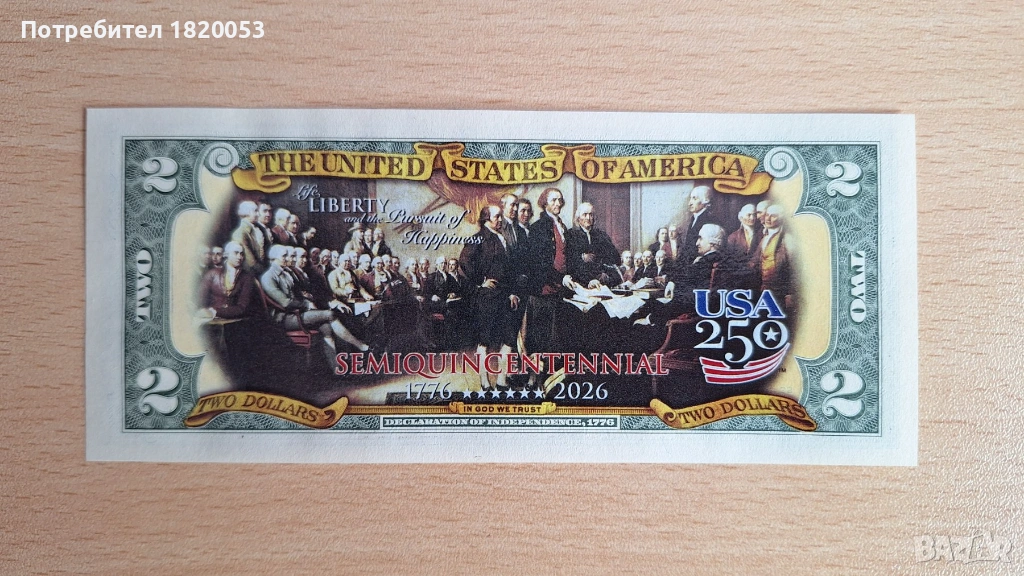 Потребител 1820053
2 2
THE UNITED STATES OF AMERICA
Life,
LIBERTY
and the Pursuit of
Happiness
TWO TWO
USA
250
SEMIQUINCENTENNIAL
1776 ★★★★★★ 2026
2 2
TWO DOLLARS IN GOD WE TRUST TWO DOLLARS
DECLARATION OF INDEPENDENCE, 1776
BAZAR